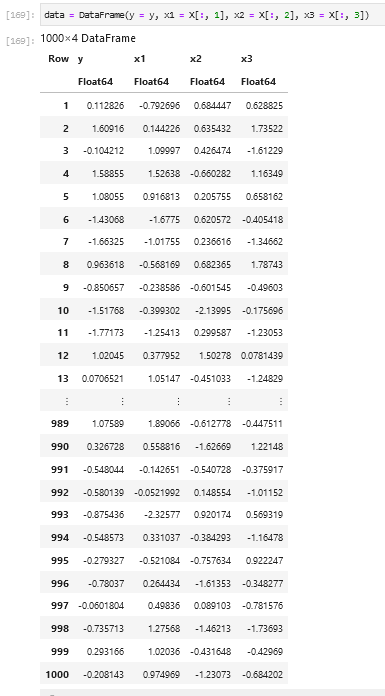 [169]: data = DataFrame(y = y, x1 = X[:, 1], x2 = X[:, 2], x3 = X[:, 3])
[169]: 1000×4 DataFrame
Row y x1 x2 x3
Float64 Float64 Float64 Float64
1 0.112826 -0.792696 0.684447 0.628825
2 1.60916 0.144226 0.635432 1.73522
3 -0.104212 1.09997 0.426474 -1.61229
4 1.58855 1.52638 -0.660282 1.16349
5 1.08055 0.916813 0.205755 0.658162
6 -1.43068 -1.6775 0.620572 -0.405418
7 -1.66325 -1.01755 0.236616 -1.34662
8 0.963618 -0.568169 0.682365 1.78743
9 -0.850657 -0.238586 -0.601545 -0.49603
10 -1.51768 -0.399302 -2.13995 -0.175696
11 -1.77173 -1.25413 0.299587 -1.23053
12 1.02045 0.377952 1.50278 0.0781439
13 0.0706521 1.05147 -0.451033 -1.24829
⋮ ⋮ ⋮ ⋮ ⋮
989 1.07589 1.89066 -0.612778 -0.447511
990 0.326728 0.558816 -1.62669 1.22148
991 -0.548044 -0.142651 -0.540728 -0.375917
992 -0.580139 -0.0521992 0.148554 -1.01152
993 -0.875436 -2.32577 0.920174 0.569319
994 -0.548573 0.331037 -0.384293 -1.16478
995 -0.279327 -0.521084 -0.757634 0.922247
996 -0.78037 0.264434 -1.61353 -0.348277
997 -0.0601804 0.49836 0.089103 -0.781576
998 -0.735713 1.27568 -1.46213 -1.73693
999 0.293166 1.02036 -0.431648 -0.42969
1000 -0.208143 0.974969 -1.23073 -0.684202